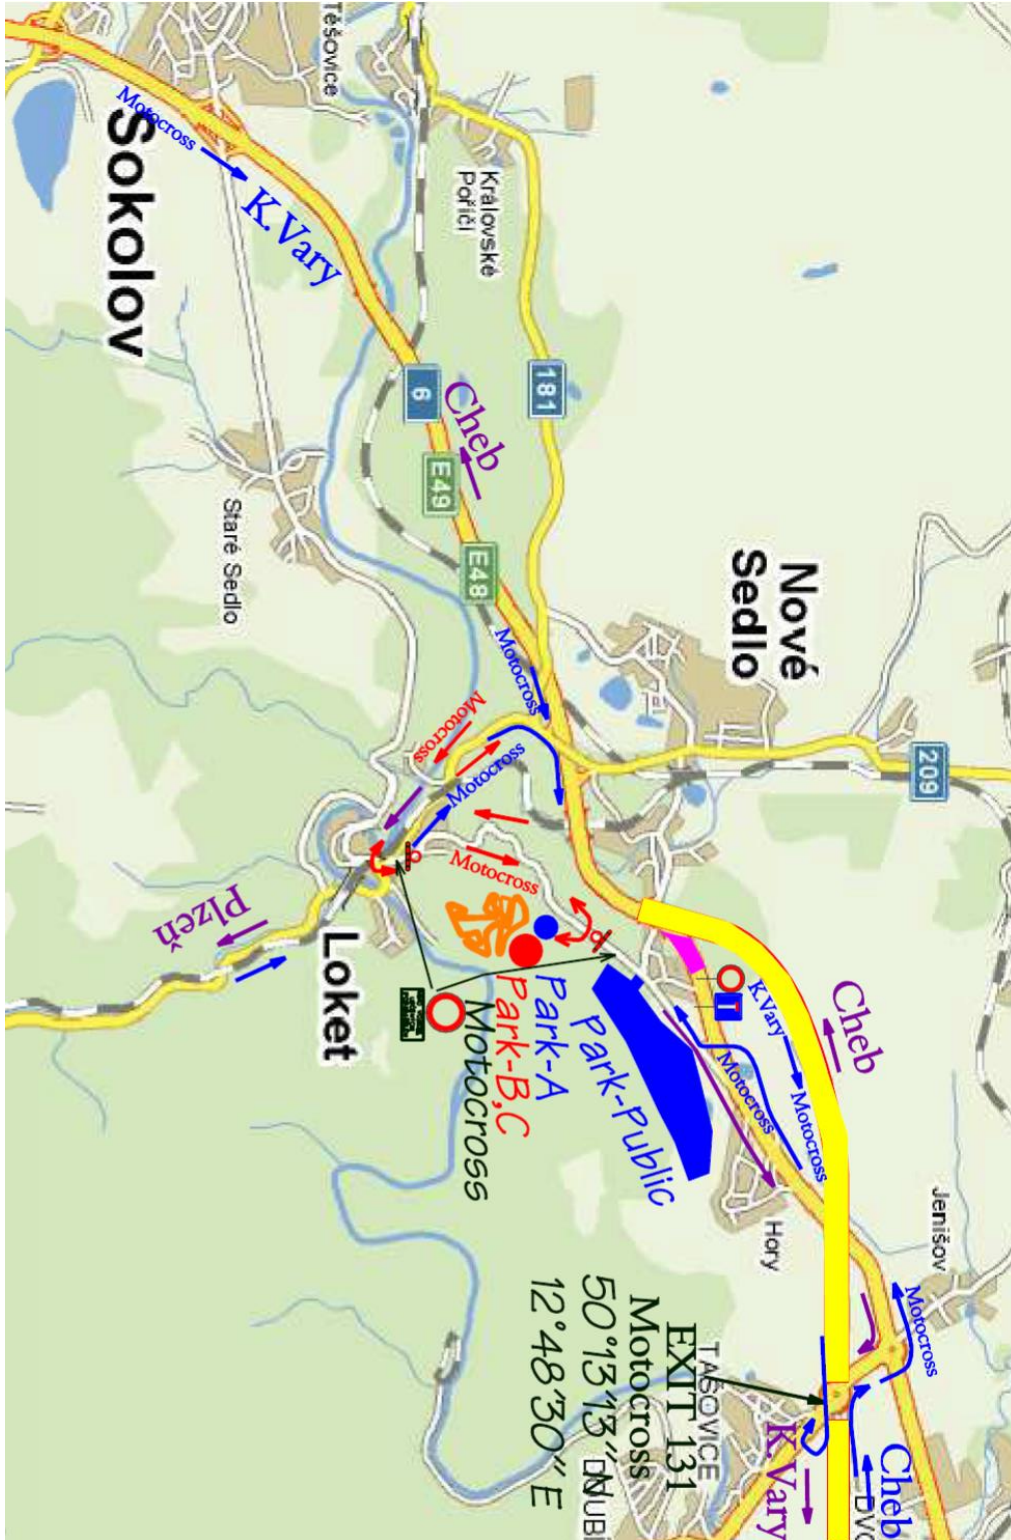 209
Jenišov
Motocross
Cheb
Cheb
Nové
Sedlo
K.Vary
Motocross
Motocross
Hory
K.Vary
TAŠOVICE
EXIT 131
Motocross
50°13'13" N
12°48'30" E
Park-Public
Park-A
Park-B,C
Motocross
181
Královské
Poříčí
Cheb
E48
E49
6
Motocross
Motocross
Motocross
Motocross
Těšovice
K.Vary
Loket
Staré Sedlo
Plzeň
Motocross
Sokolov